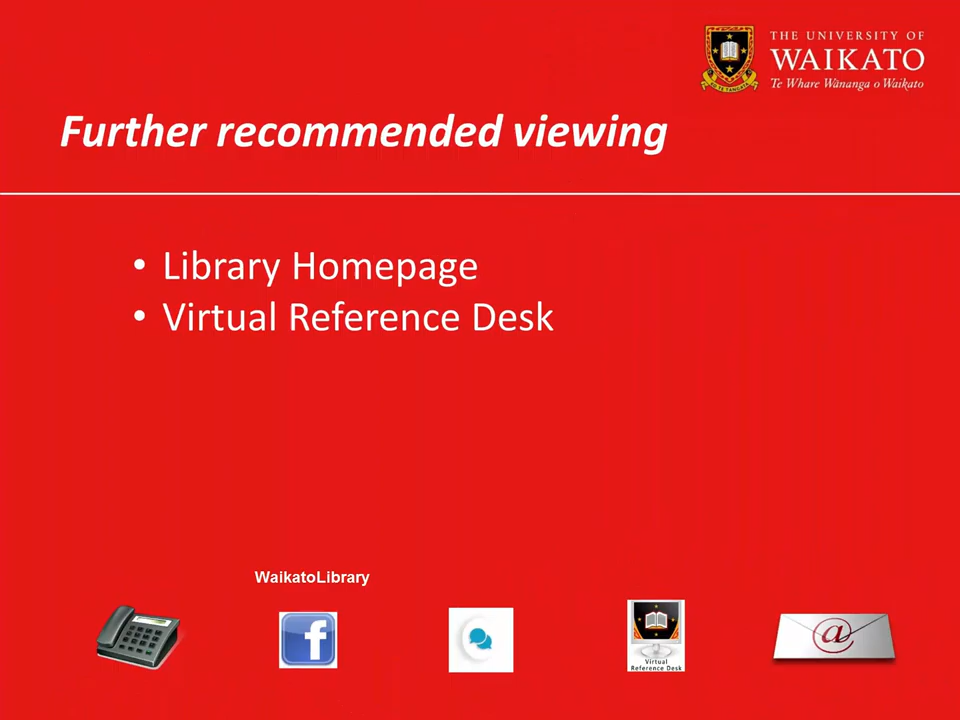 THE UNIVERSITY OF
WAIKATO
Te Whare Wānanga o Waikato
Further recommended viewing
• Library Homepage
• Virtual Reference Desk
WaikatoLibrary
f
Virtual
Reference Desk
@